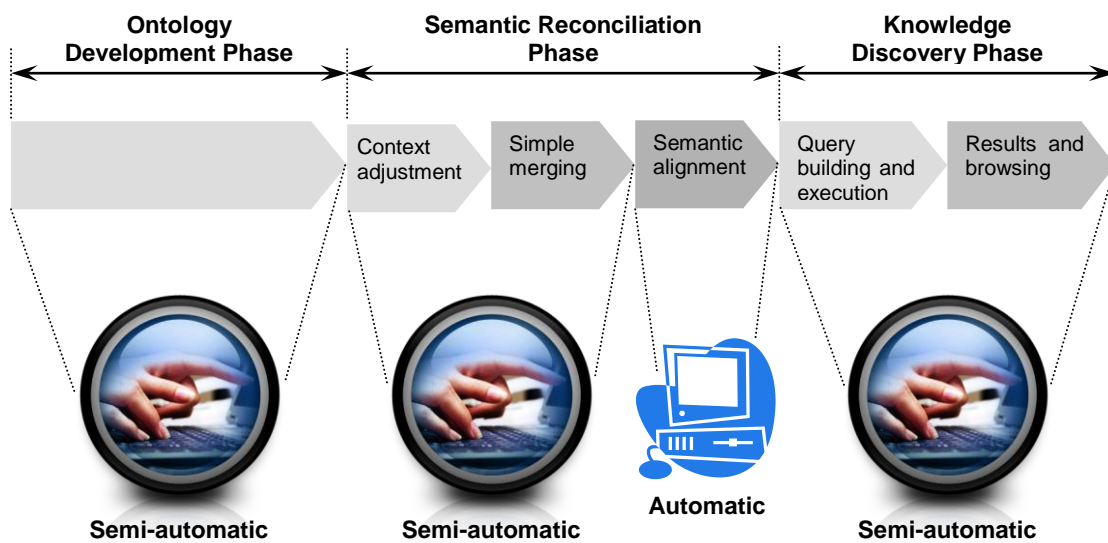 Ontology
Development Phase
Semantic Reconciliation
Phase
Knowledge
Discovery Phase
Context
adjustment
Simple
merging
Semantic
alignment
Query
building and
execution
Results and
browsing
Semi-automatic
Semi-automatic
Automatic
Semi-automatic